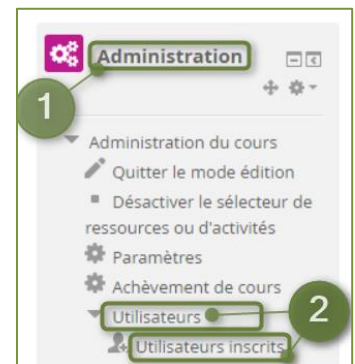 Administration
1
Administration du cours
Quitter le mode édition
Désactiver le sélecteur de
ressources ou d'activités
Paramètres
Achèvement de cours
Utilisateurs
2
Utilisateurs inscrits